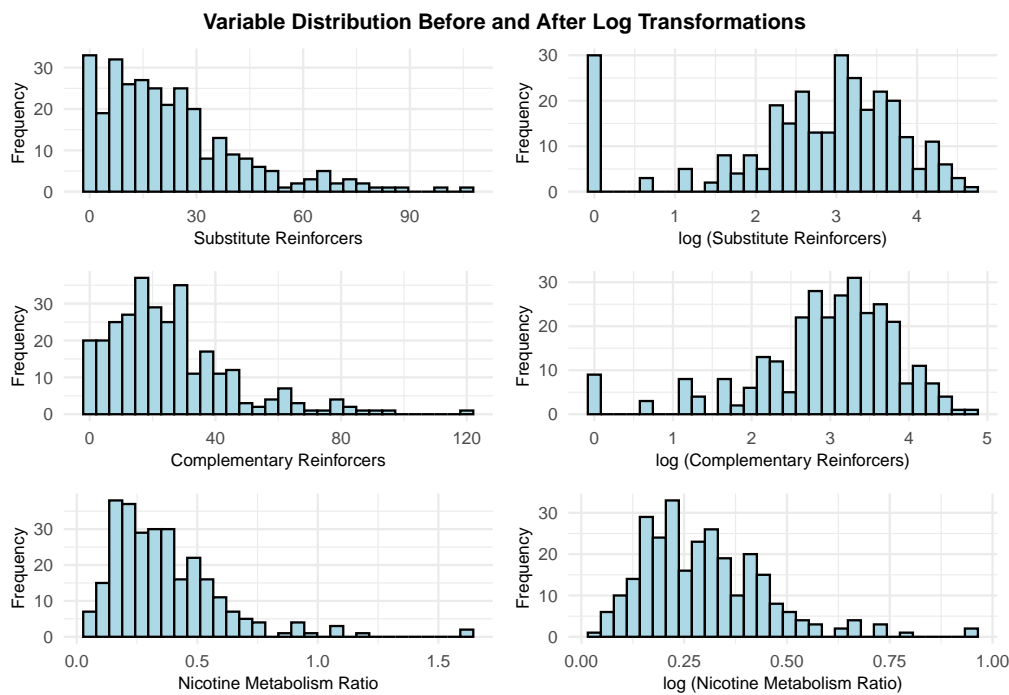 Variable Distribution Before and After Log Transformations
Frequency
30
20
10
0
0 30 60 90
Substitute Reinforcers
Frequency
30
20
10
0
0 1 2 3 4
log (Substitute Reinforcers)
Frequency
30
20
10
0
0 40 80 120
Complementary Reinforcers
Frequency
30
20
10
0
0 1 2 3 4 5
log (Complementary Reinforcers)
Frequency
30
20
10
0
0.0 0.5 1.0 1.5
Nicotine Metabolism Ratio
Frequency
30
20
10
0
0.00 0.25 0.50 0.75 1.00
log (Nicotine Metabolism Ratio)